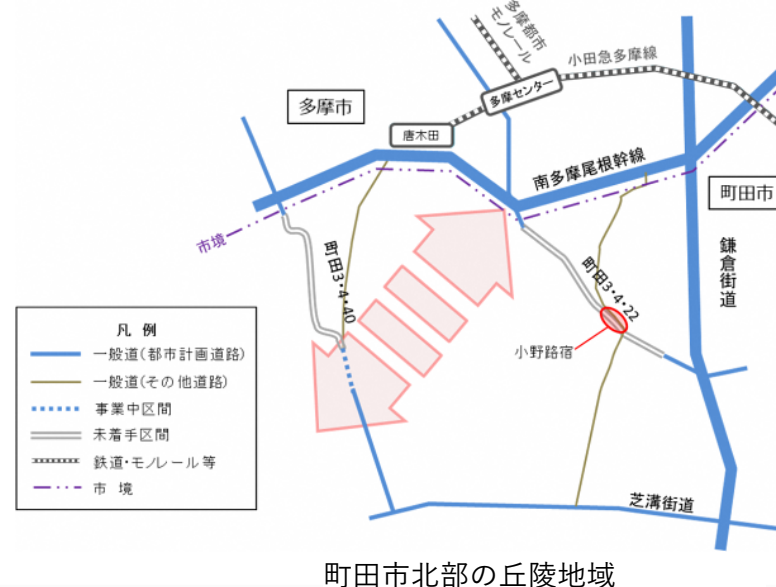 多摩都市
モノレール
小田急多摩線
多摩センター
多摩市
唐木田
南多摩尾根幹線
町田市
市境
町田3・4・40
町田3・4・22
鎌倉街道
小野路宿
凡 例
一般道(都市計画道路)
一般道(その他道路)
事業中区間
未着手区間
鉄道・モノレール等
市 境
芝溝街道
町田市北部の丘陵地域